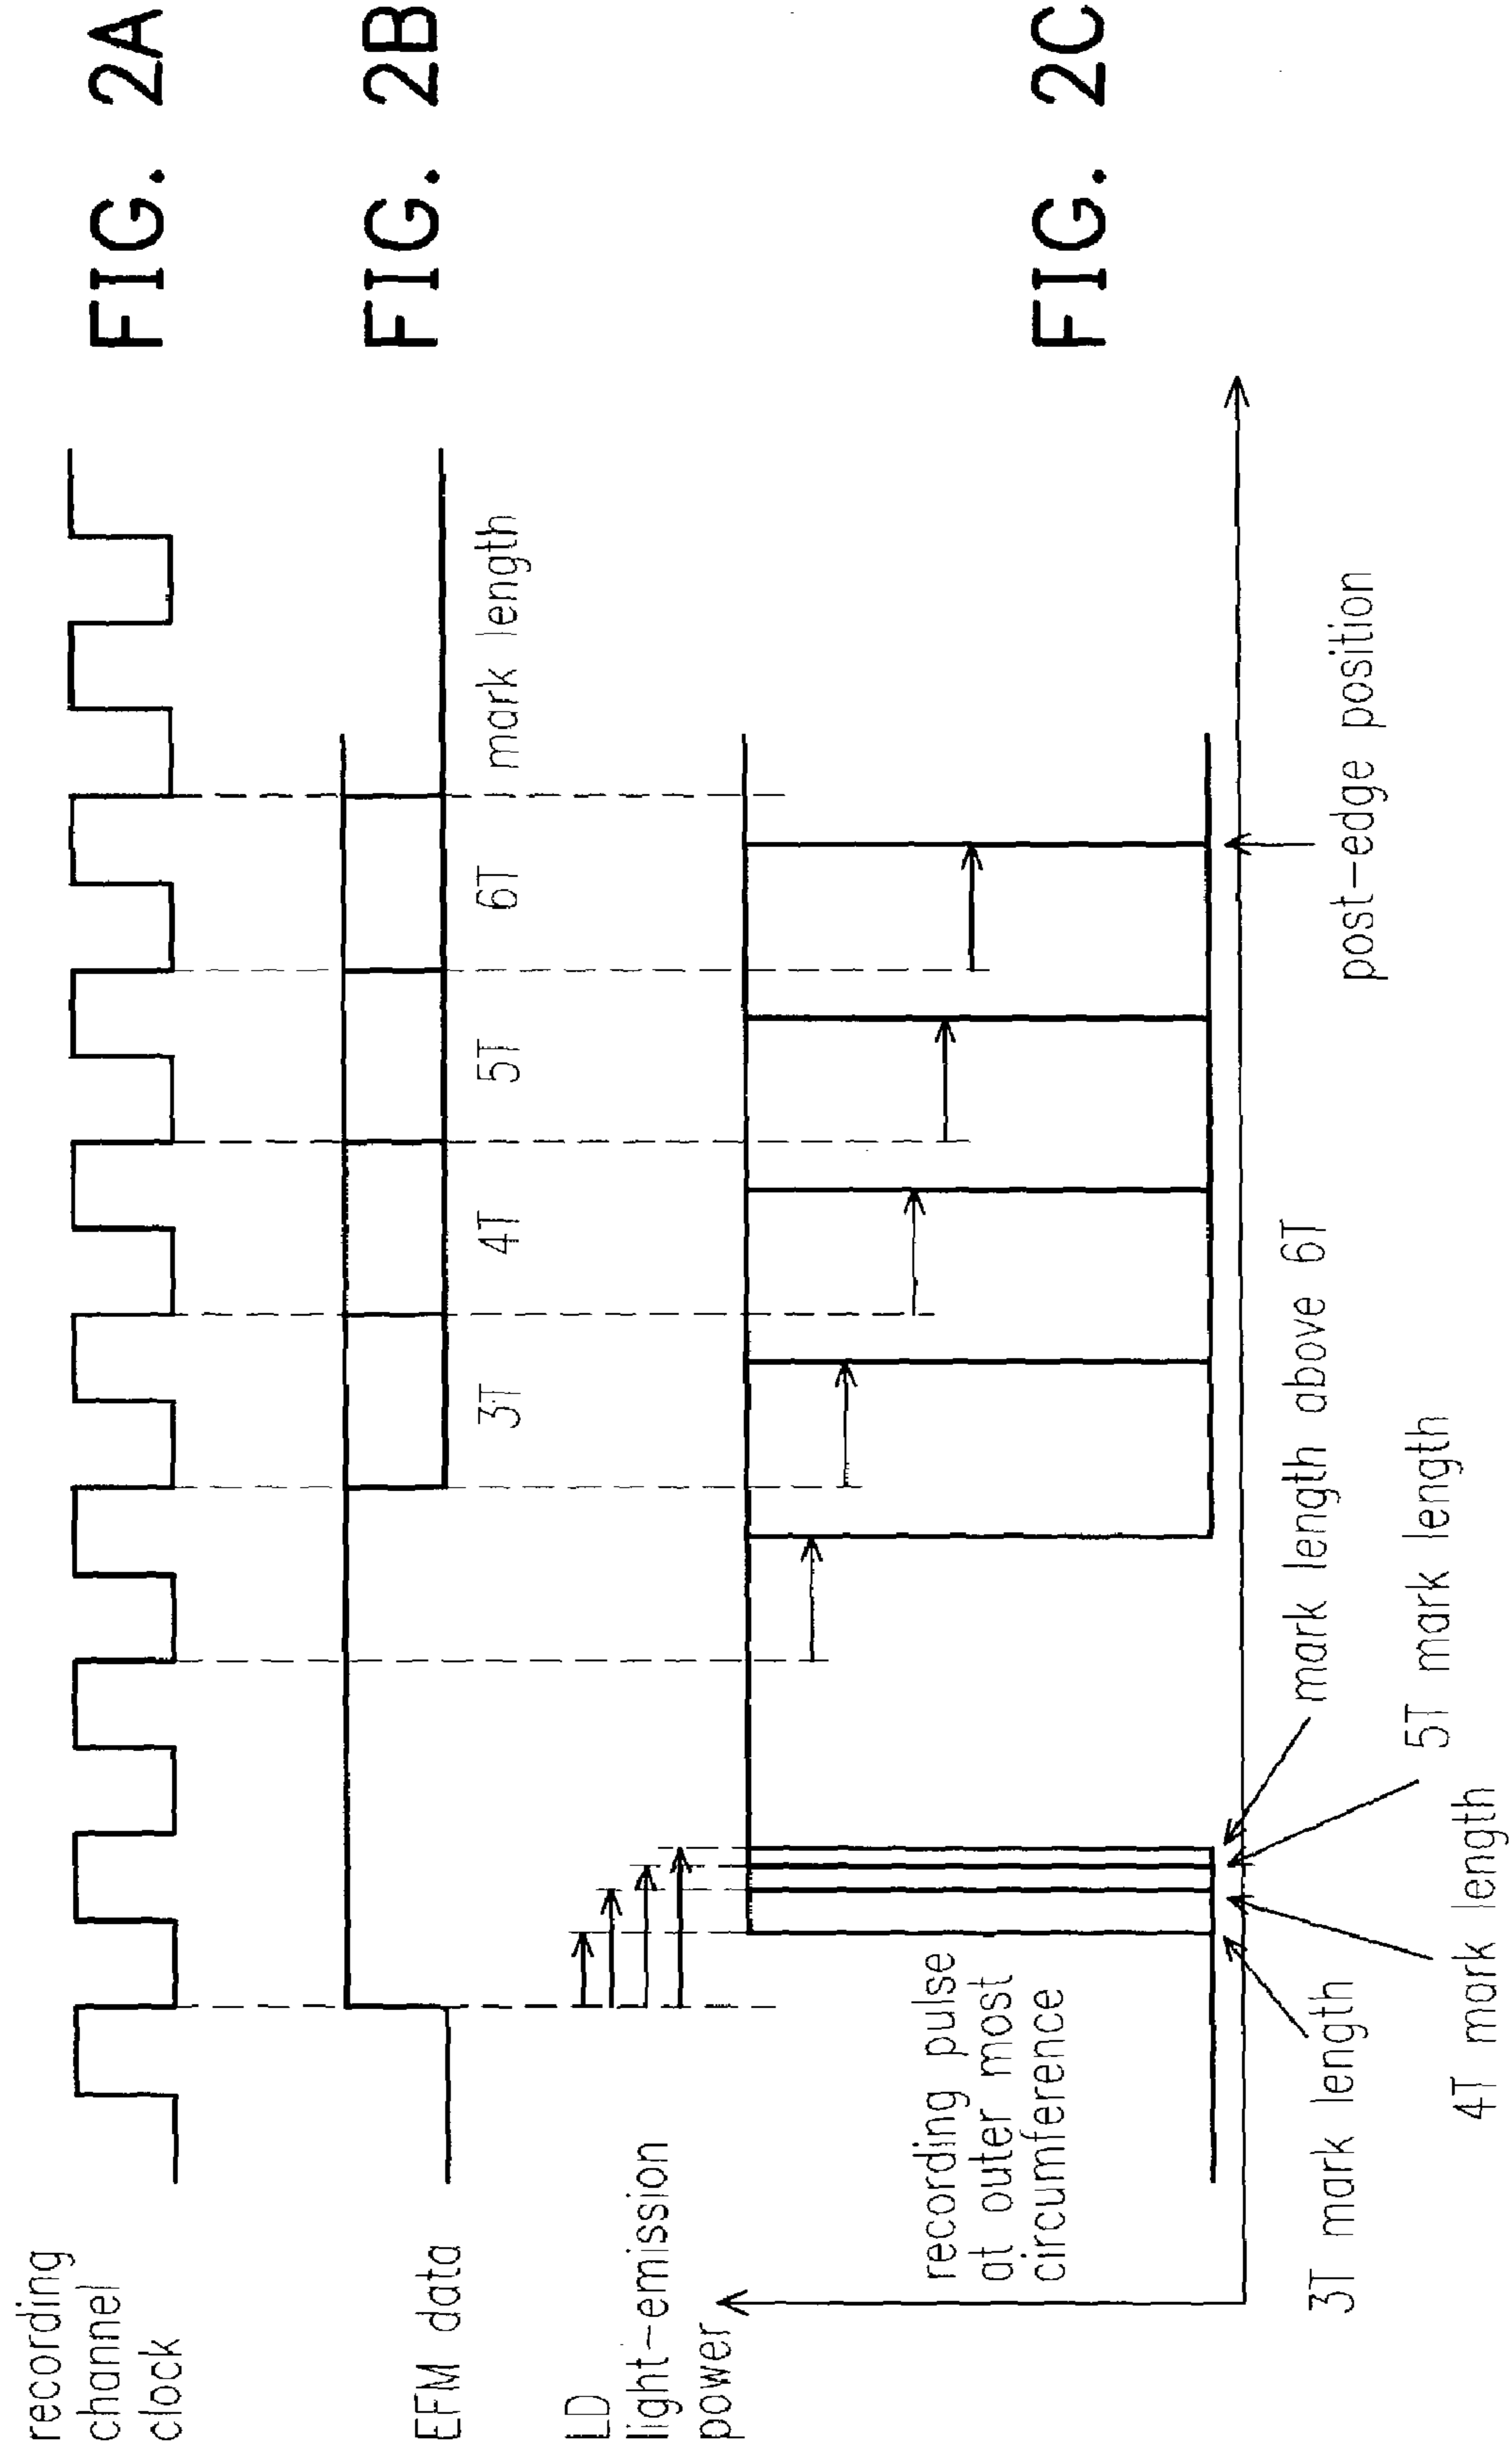 recording
channel
clock
FIG. 2A
EFM data
3T 4T 5T 6T mark length
FIG. 2B
LD
light-emission
power
recording pulse
at outer most
circumference
FIG. 2C
post-edge position
mark length above 6T
3T mark length
5T mark length
4T mark length